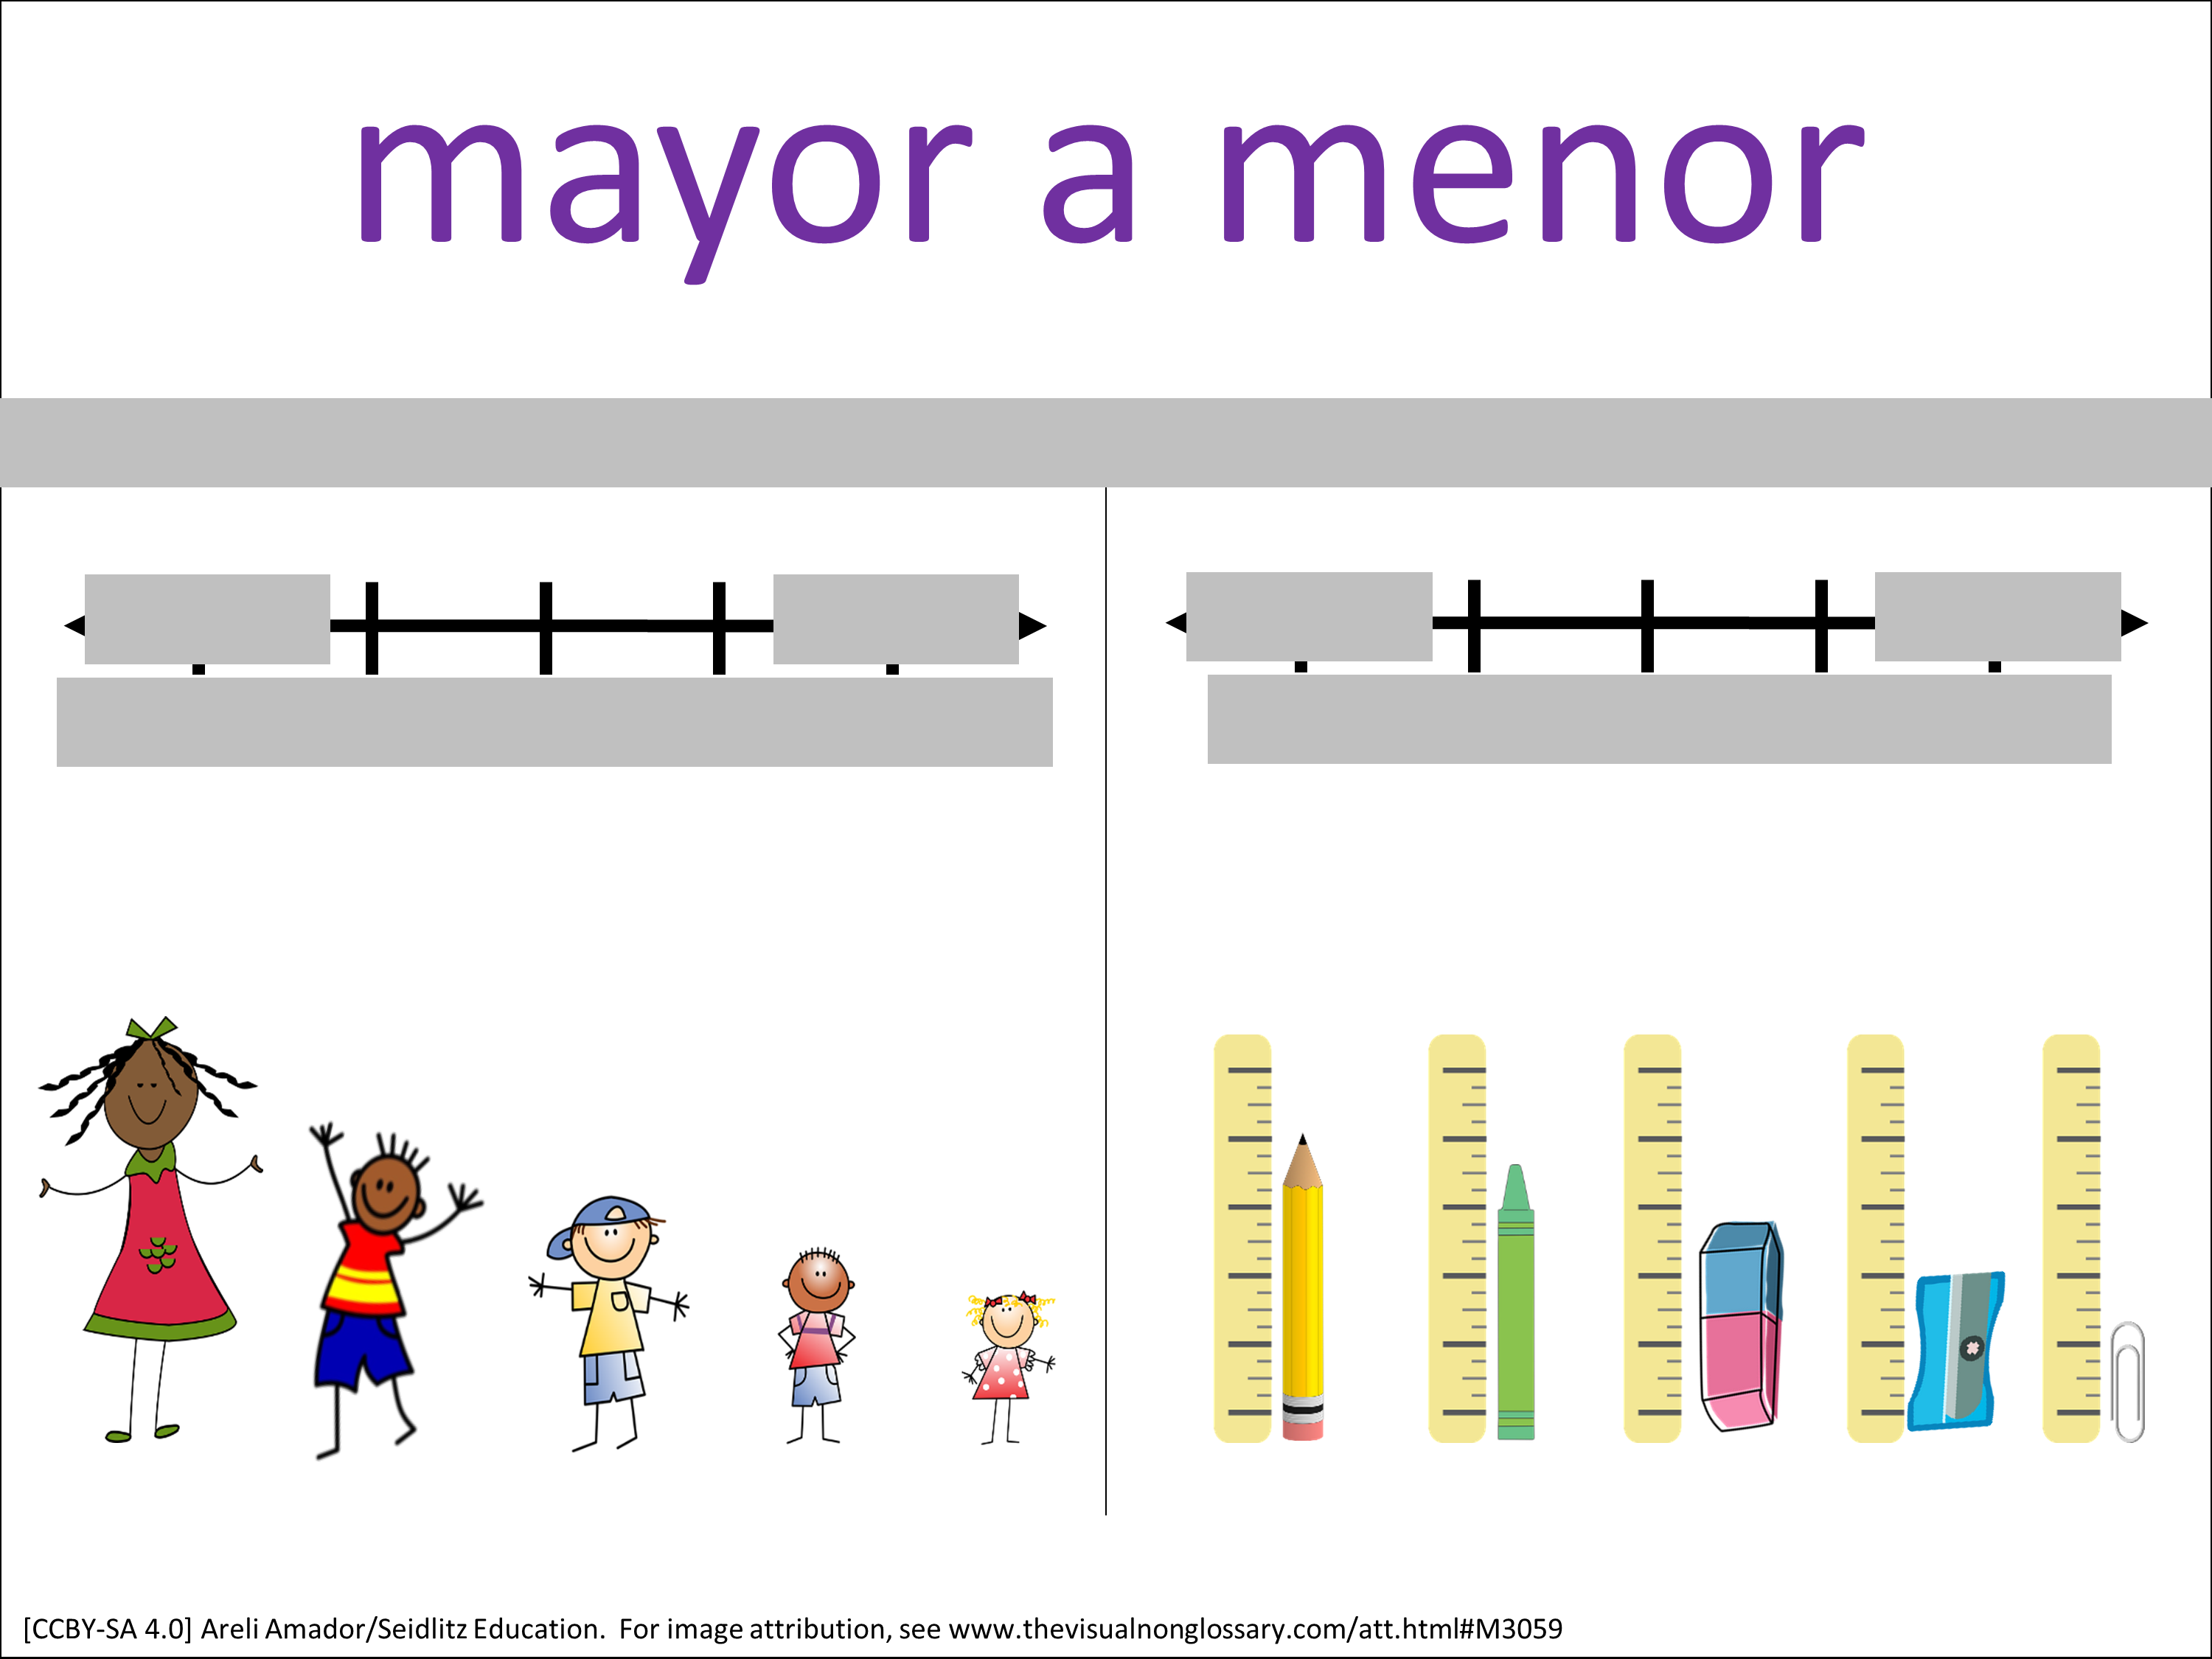 mayor a menor
[CCBY-SA 4.0] Areli Amador/Seidlitz Education. For image attribution, see www.thevisualnonglossary.com/att.html#M3059